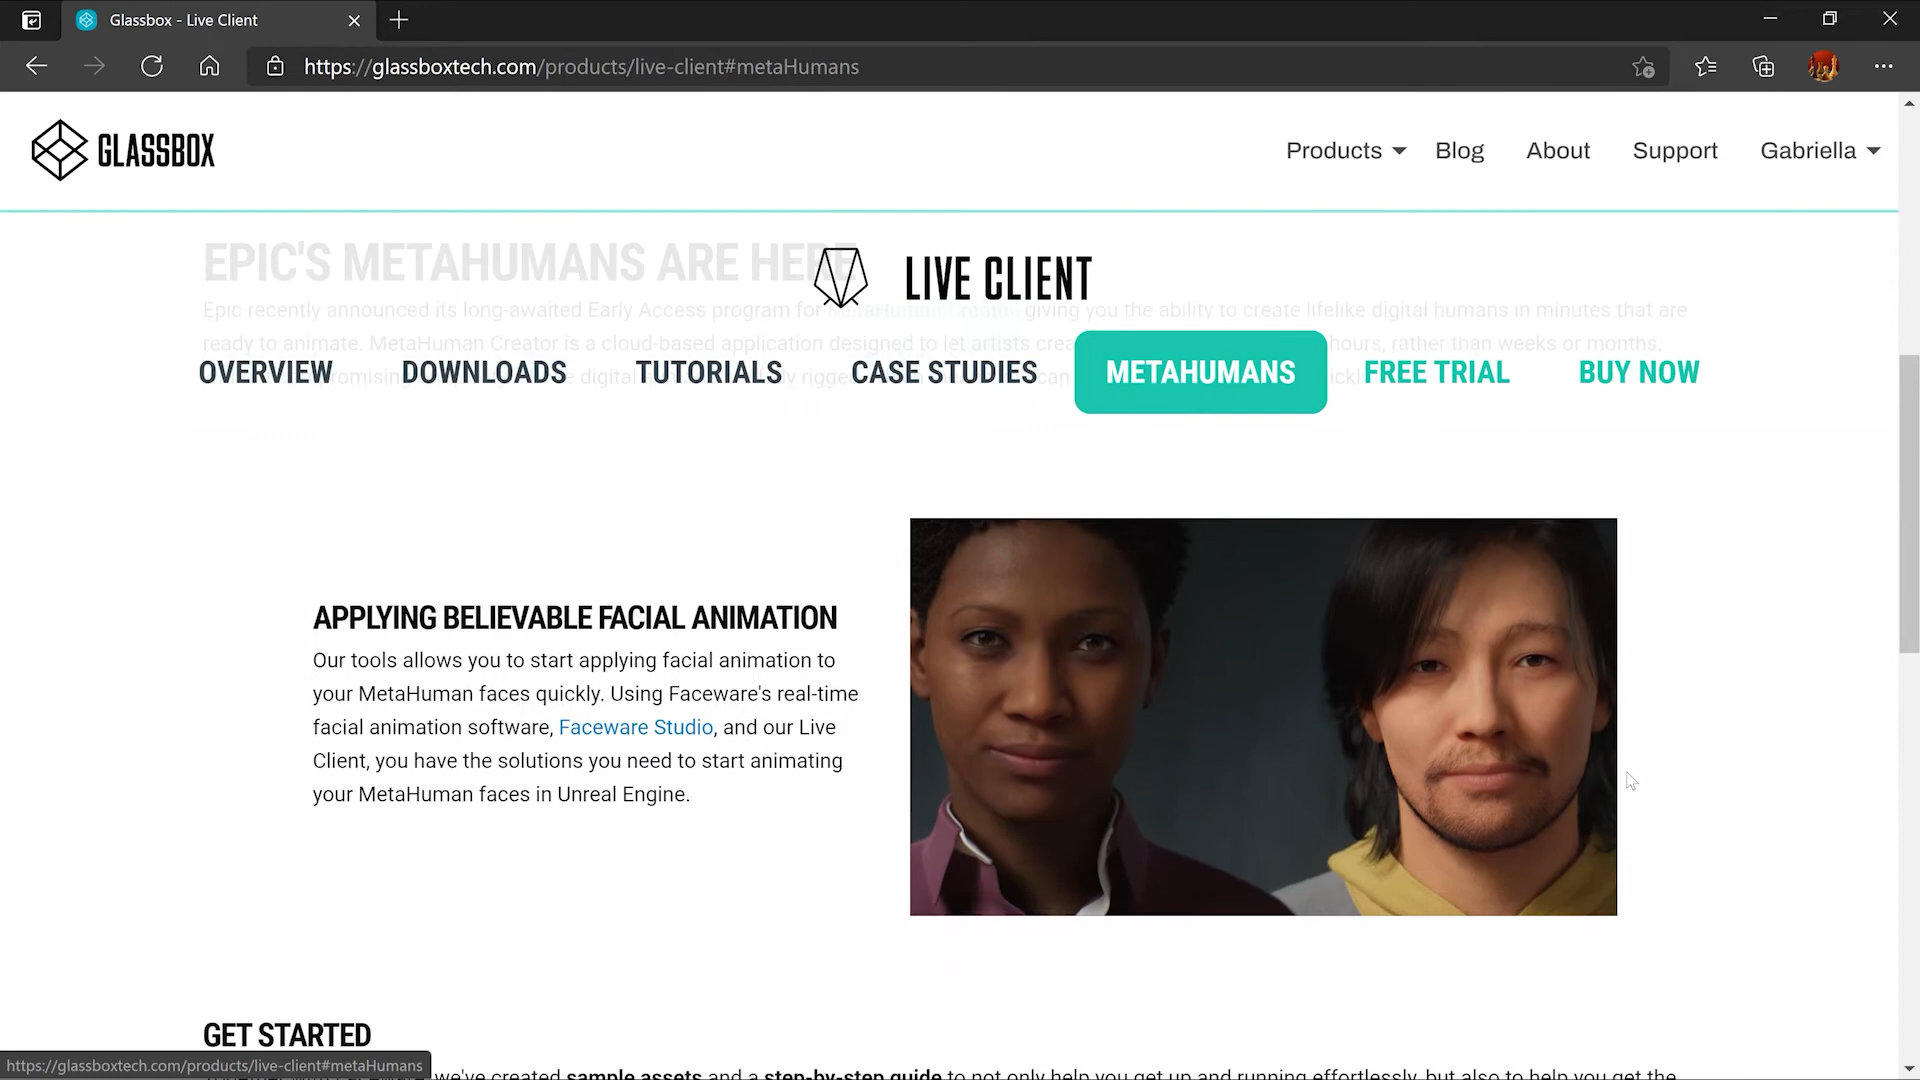 Glassbox - Live Client
https://glassboxtech.com/products/live-client#metaHumans
GLASSBOX
Products
Blog
About
Support
Gabriella
EPIC'S METAHUMANS ARE HERE
LIVE CLIENT
Epic recently announced its long-awaited Early Access program for MetaHuman Creator, giving you the ability to create lifelike digital humans in minutes that are
ready to animate. MetaHuman Creator is a cloud-based application designed to let artists hours, rather than weeks or months,
OVERVIEW
DOWNLOADS
TUTORIALS
CASE STUDIES
METAHUMANS
FREE TRIAL
BUY NOW
APPLYING BELIEVABLE FACIAL ANIMATION
Our tools allows you to start applying facial animation to
your MetaHuman faces quickly. Using Faceware's real-time
facial animation software, Faceware Studio, and our Live
Client, you have the solutions you need to start animating
your MetaHuman faces in Unreal Engine.
GET STARTED
https://glassboxtech.com/products/live-client#metaHumans
we've created sample assets and a step-by-step guide to not only help you get up and running effortlessly, but also to help you get the